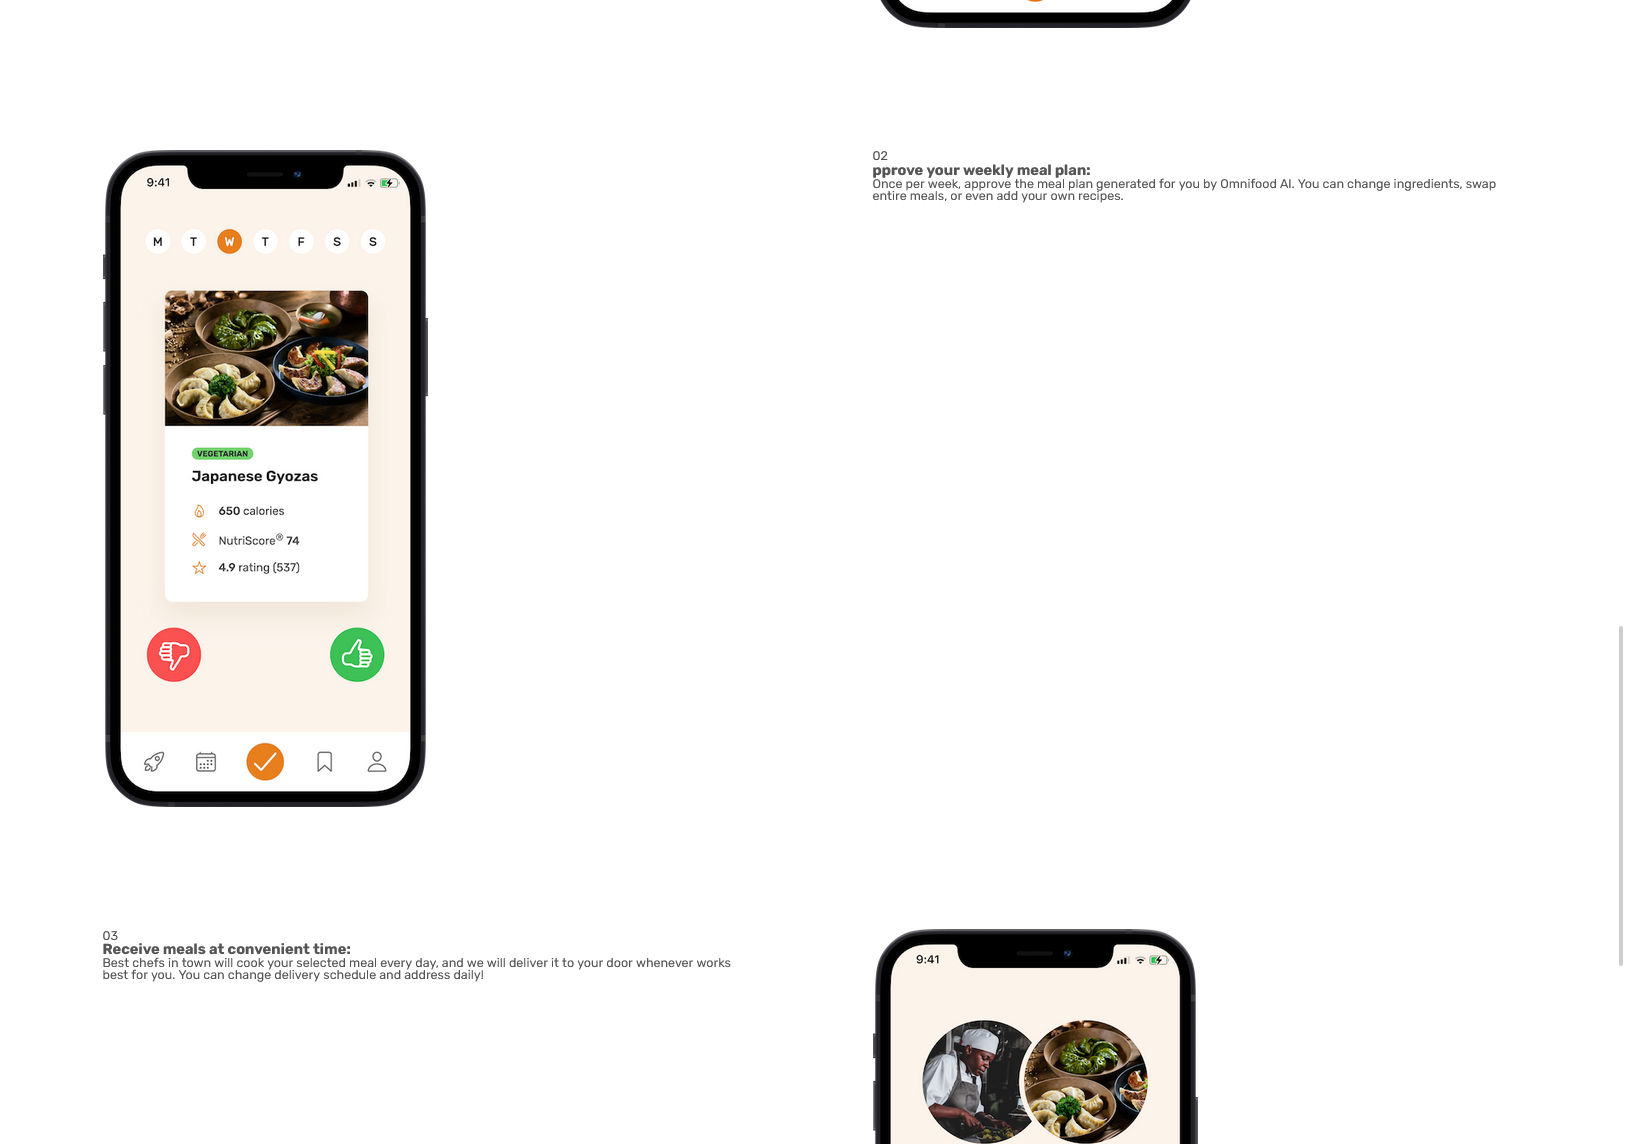 9:41
M T W T F S S
VEGETARIAN
Japanese Gyozas
650 calories
NutriScore® 74
4.9 rating (537)
02
pprove your weekly meal plan:
Once per week, approve the meal plan generated for you by Omnifood AI. You can change ingredients, swap
entire meals, or even add your own recipes.
03
Receive meals at convenient time:
Best chefs in town will cook your selected meal every day, and we will deliver it to your door whenever works
best for you. You can change delivery schedule and address daily!
9:41